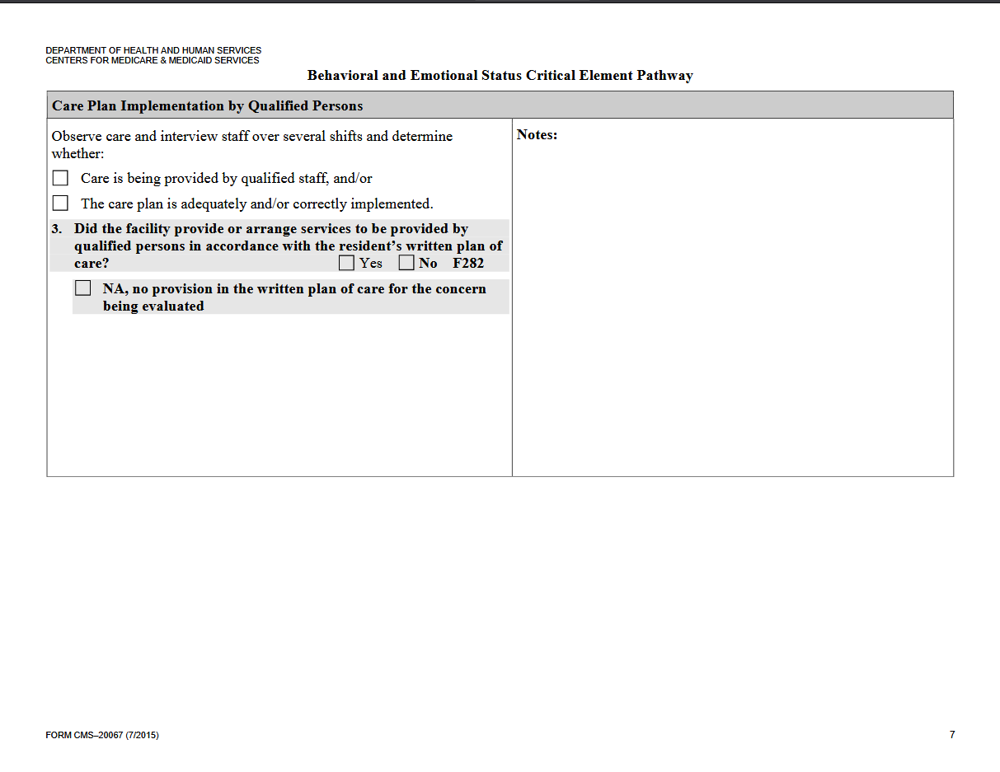 DEPARTMENT OF HEALTH AND HUMAN SERVICES
CENTERS FOR MEDICARE & MEDICAID SERVICES
Behavioral and Emotional Status Critical Element Pathway
Care Plan Implementation by Qualified Persons
Observe care and interview staff over several shifts and determine
whether:
Care is being provided by qualified staff, and/or
The care plan is adequately and/or correctly implemented.
3. Did the facility provide or arrange services to be provided by
qualified persons in accordance with the resident’s written plan of
care? Yes No F282
NA, no provision in the written plan of care for the concern
being evaluated
Notes:
FORM CMS–20067 (7/2015)
7